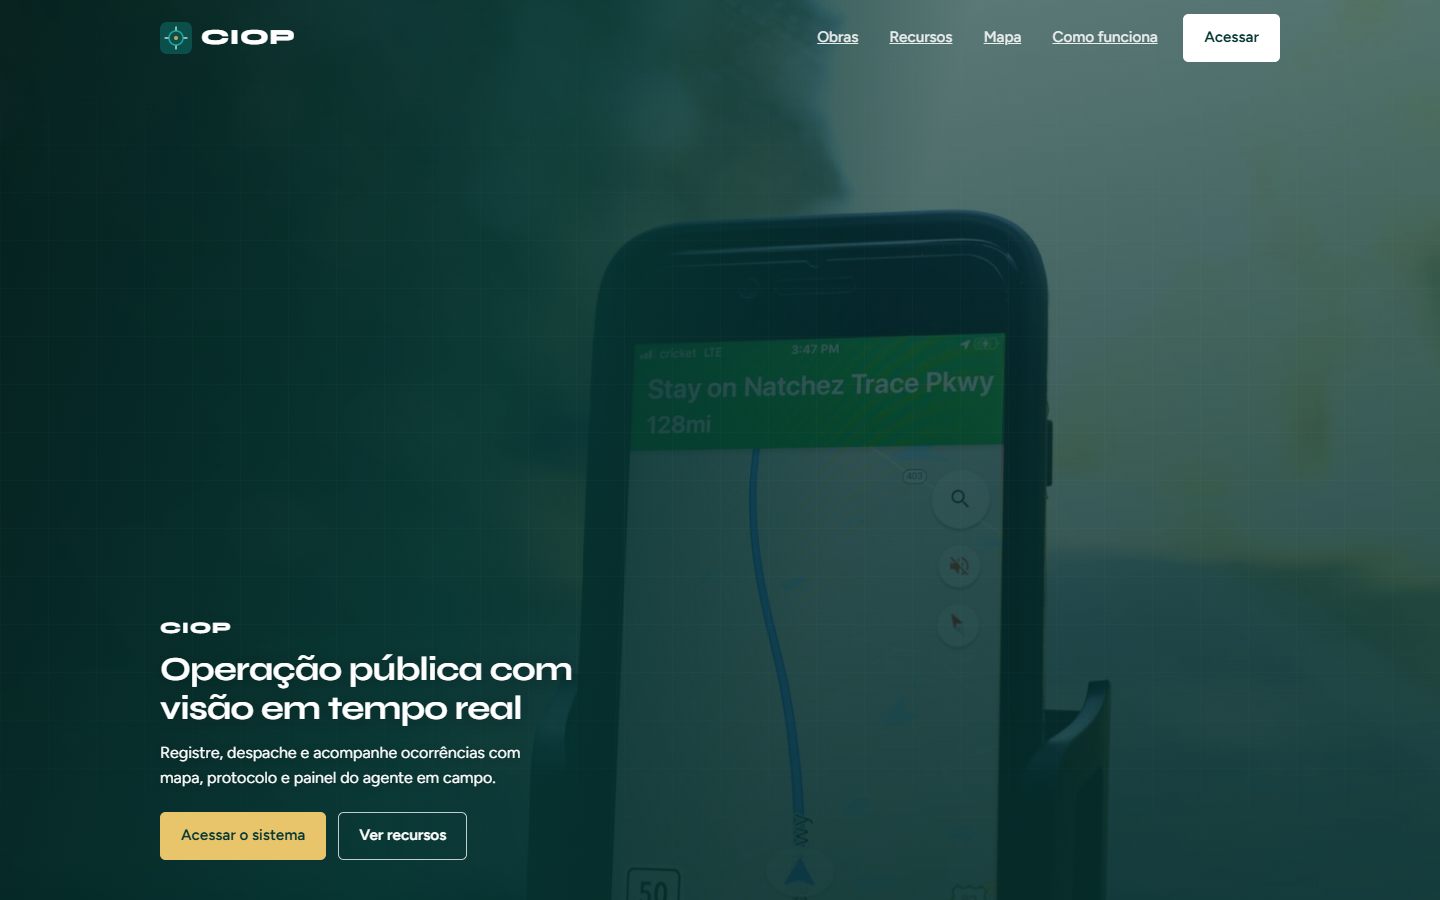 CIOP
Obras
Recursos
Mapa
Como funciona
Acessar
cricket LTE
3:47 PM
Stay on Natchez Trace Pkwy
128mi
403
CIOP
Operação pública com
visão em tempo real
Registre, despache e acompanhe ocorrências com
mapa, protocolo e painel do agente em campo.
Acessar o sistema
Ver recursos
50